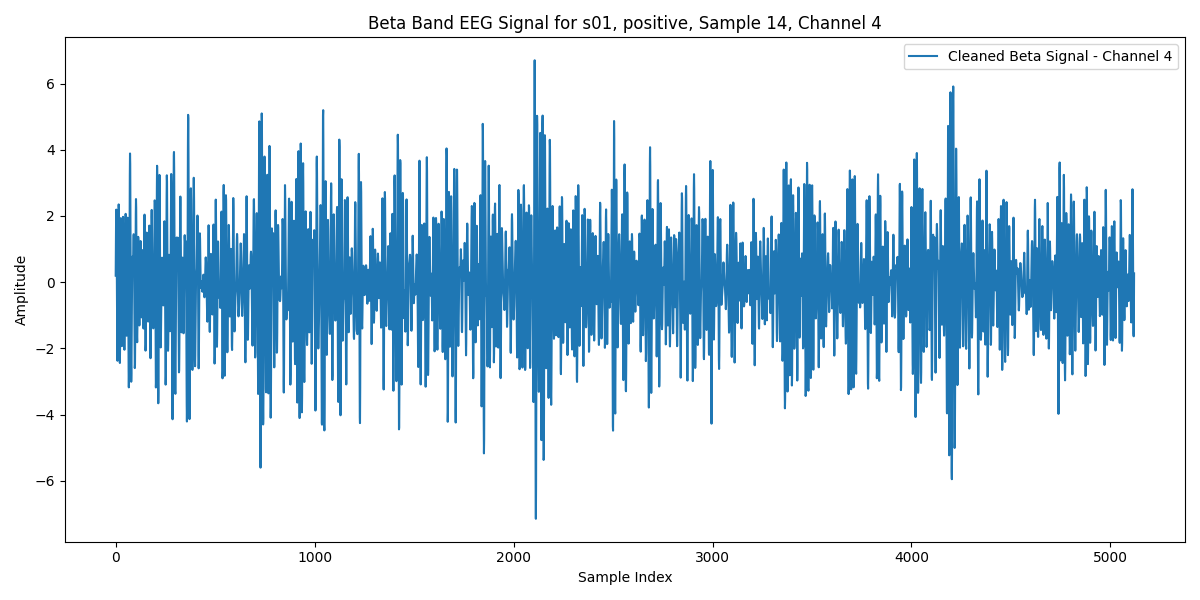 Beta Band EEG Signal for s01, positive, Sample 14, Channel 4
Cleaned Beta Signal - Channel 4
Amplitude
6
4
2
0
−2
−4
−6
0 1000 2000 3000 4000 5000
Sample Index